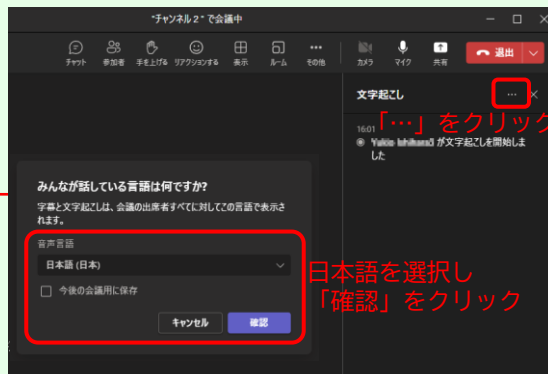 "チャンネル 2" で会議中
チャット 参加者 手を上げる リアクションする 表示 ルーム その他 カメラ マイク 共有 退出
文字起こし
「…」をクリック
16:01
が文字起こしを開始しま
した
みんなが話している言語は何ですか?
字幕と文字起こしは、会議の出席者すべてに対してこの言語で表示さ
れます。
音声言語
日本語 (日本)
今後の会議用に保存
キャンセル 確認
日本語を選択し
「確認」をクリック